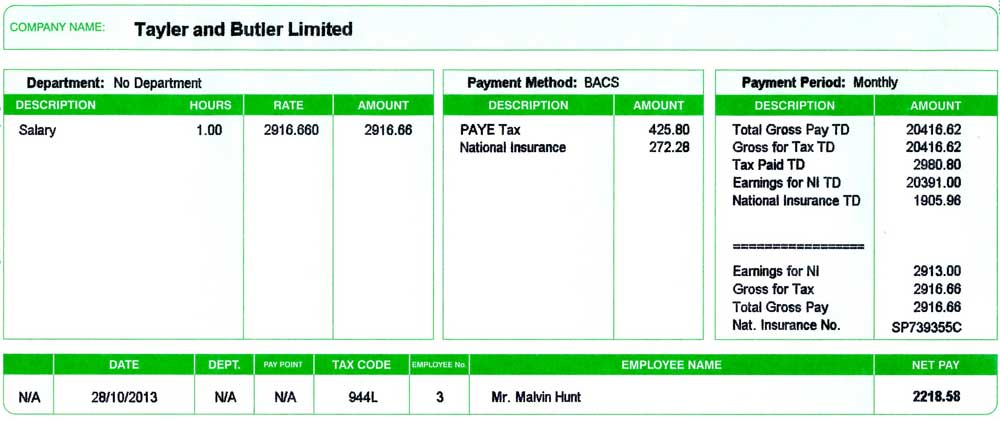 COMPANY NAME: Tayler and Butler Limited
Department: No Department
DESCRIPTION HOURS RATE AMOUNT
Salary 1.00 2916.660 2916.66
Payment Method: BACS
DESCRIPTION AMOUNT
PAYE Tax 425.80
National Insurance 272.28
Payment Period: Monthly
DESCRIPTION AMOUNT
Total Gross Pay TD 20416.62
Gross for Tax TD 20416.62
Tax Paid TD 2980.80
Earnings for NI TD 20391.00
National Insurance TD 1905.96
=================
Earnings for NI 2913.00
Gross for Tax 2916.66
Total Gross Pay 2916.66
Nat. Insurance No. SP739355C
DATE DEPT. PAY POINT TAX CODE EMPLOYEE No. EMPLOYEE NAME NET PAY
N/A 28/10/2013 N/A N/A 944L 3 Mr. Malvin Hunt 2218.58